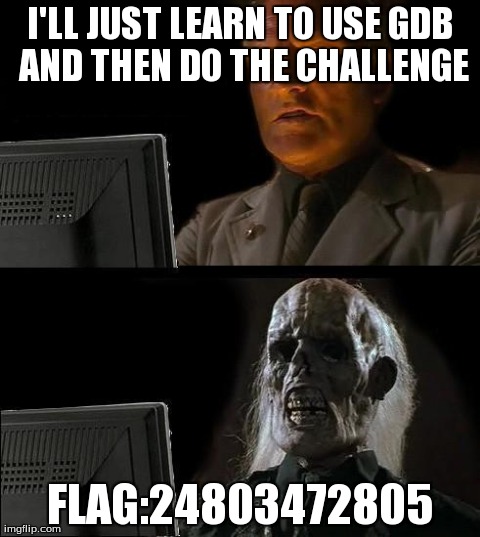 I'LL JUST LEARN TO USE GDB
AND THEN DO THE CHALLENGE
FLAG:24803472805
imgflip.com